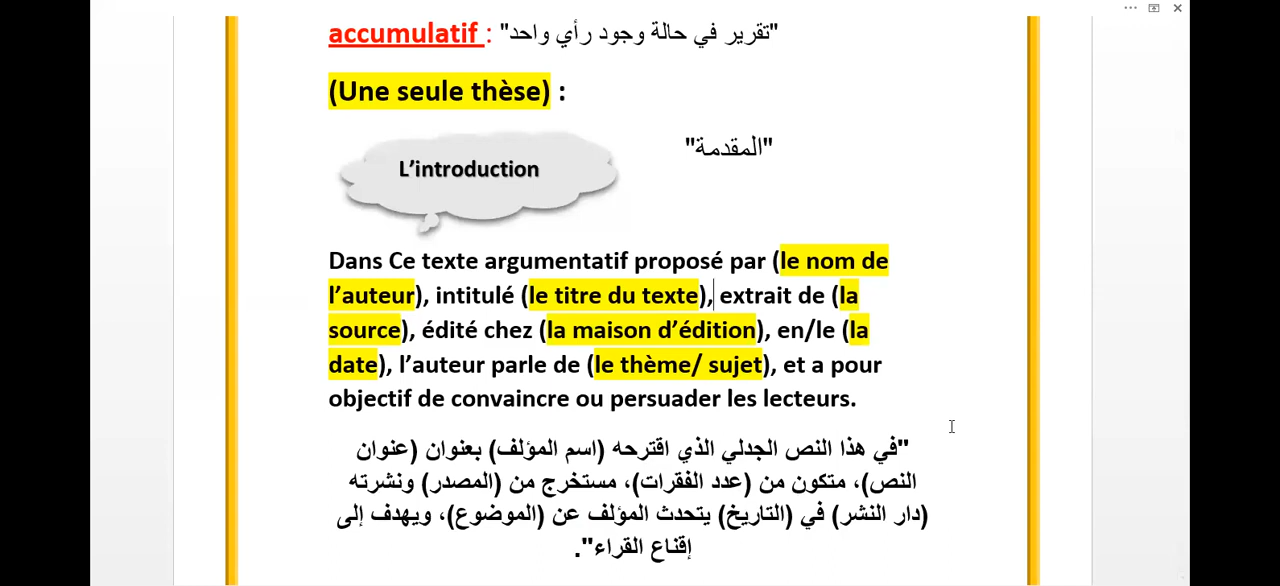 accumulatif : "تقرير في حالة وجود رأي واحد"
(Une seule thèse) :
"المقدمة"
L’introduction
Dans Ce texte argumentatif proposé par (le nom de
l’auteur), intitulé (le titre du texte), extrait de (la
source), édité chez (la maison d’édition), en/le (la
date), l’auteur parle de (le thème/ sujet), et a pour
objectif de convaincre ou persuader les lecteurs.
"في هذا النص الجدلي الذي اقترحه (اسم المؤلف) بعنوان (عنوان
النص)، متكون من (عدد الفقرات)، مستخرج من (المصدر) ونشرته
(دار النشر) في (التاريخ) يتحدث المؤلف عن (الموضوع)، ويهدف إلى
إقناع القراء".